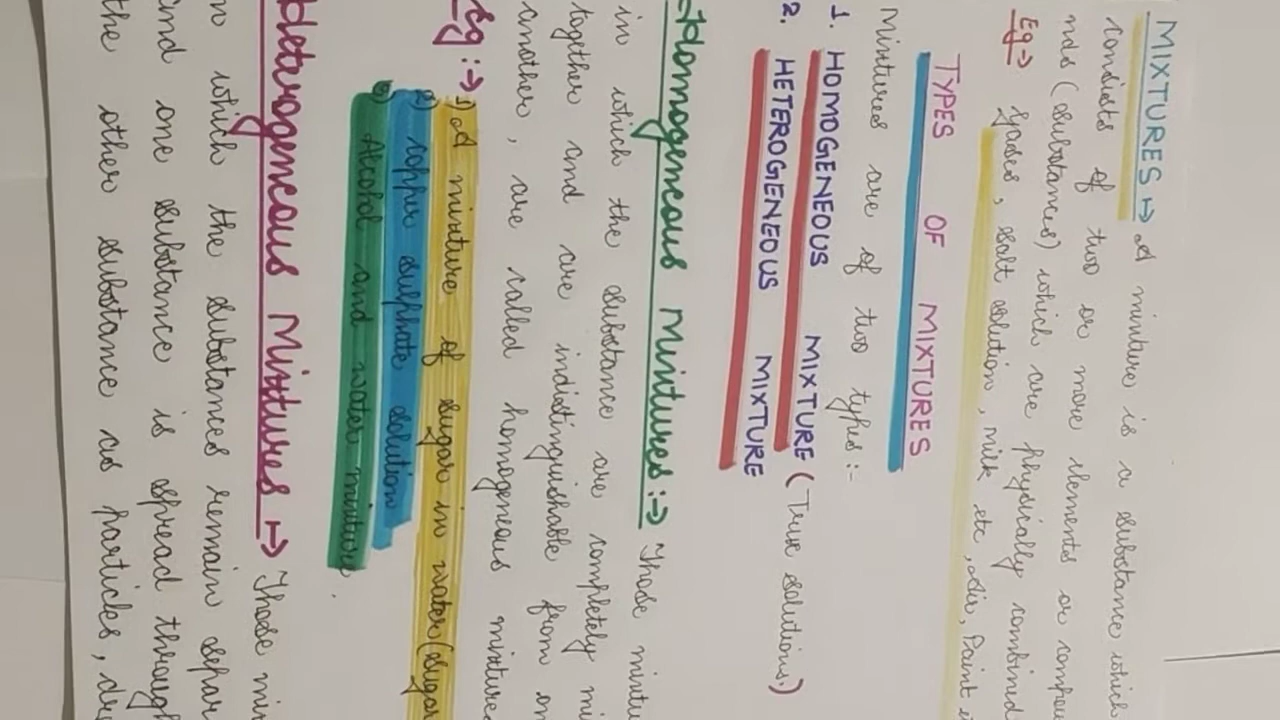 MIXTURES → A mixture is a substance which
consists of two or more elements or compou
nds (substances) which are physically combined
Eg → Gases, salt solution, milk etc, air, Paint
TYPES OF MIXTURES
Mixtures are of two types:-
1. HOMOGENEOUS MIXTURE (True solutions.)
2. HETEROGENEOUS MIXTURE
Homogeneous Mixtures:→ Those mixtu
in which the substance are completely mi
together and are indistinguishable from on
another, are called homogeneous mixture
Eg:→ 1) A mixture of sugar in water (sugar
2) copper sulphate solution
3) Alcohol and water mixture.
Heterogeneous Mixtures → Those mix
in which the substances remain separ
and one substance is spread through
the other substance as particles,